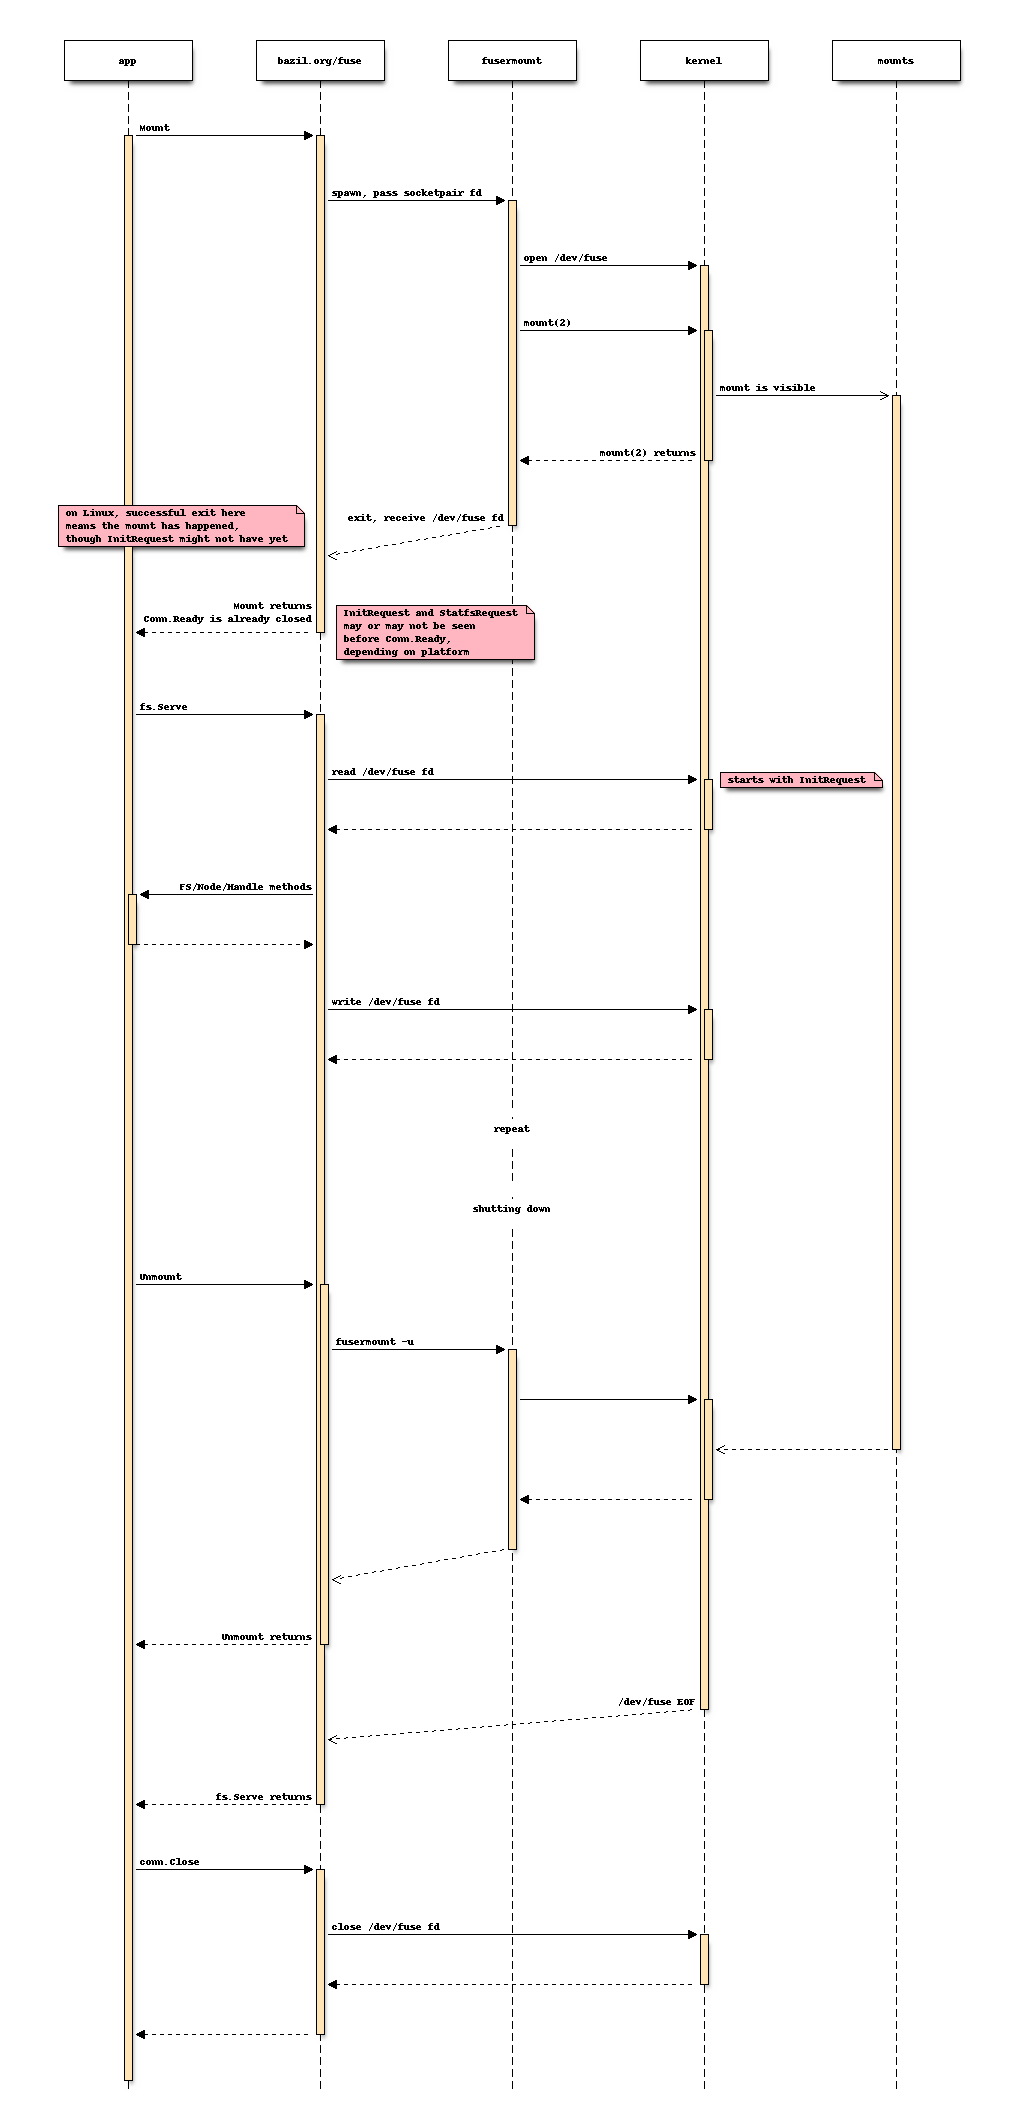 app
bazil.org/fuse
fusermount
kernel
mounts
Mount
spawn, pass socketpair fd
open /dev/fuse
mount(2)
mount is visible
mount(2) returns
on Linux, successful exit here
means the mount has happened,
though InitRequest might not have yet
exit, receive /dev/fuse fd
Mount returns
Conn.Ready is already closed
InitRequest and StatfsRequest
may or may not be seen
before Conn.Ready,
depending on platform
fs.Serve
read /dev/fuse fd
starts with InitRequest
FS/Node/Handle methods
write /dev/fuse fd
repeat
shutting down
Unmount
fusermount -u
Unmount returns
/dev/fuse EOF
fs.Serve returns
conn.Close
close /dev/fuse fd